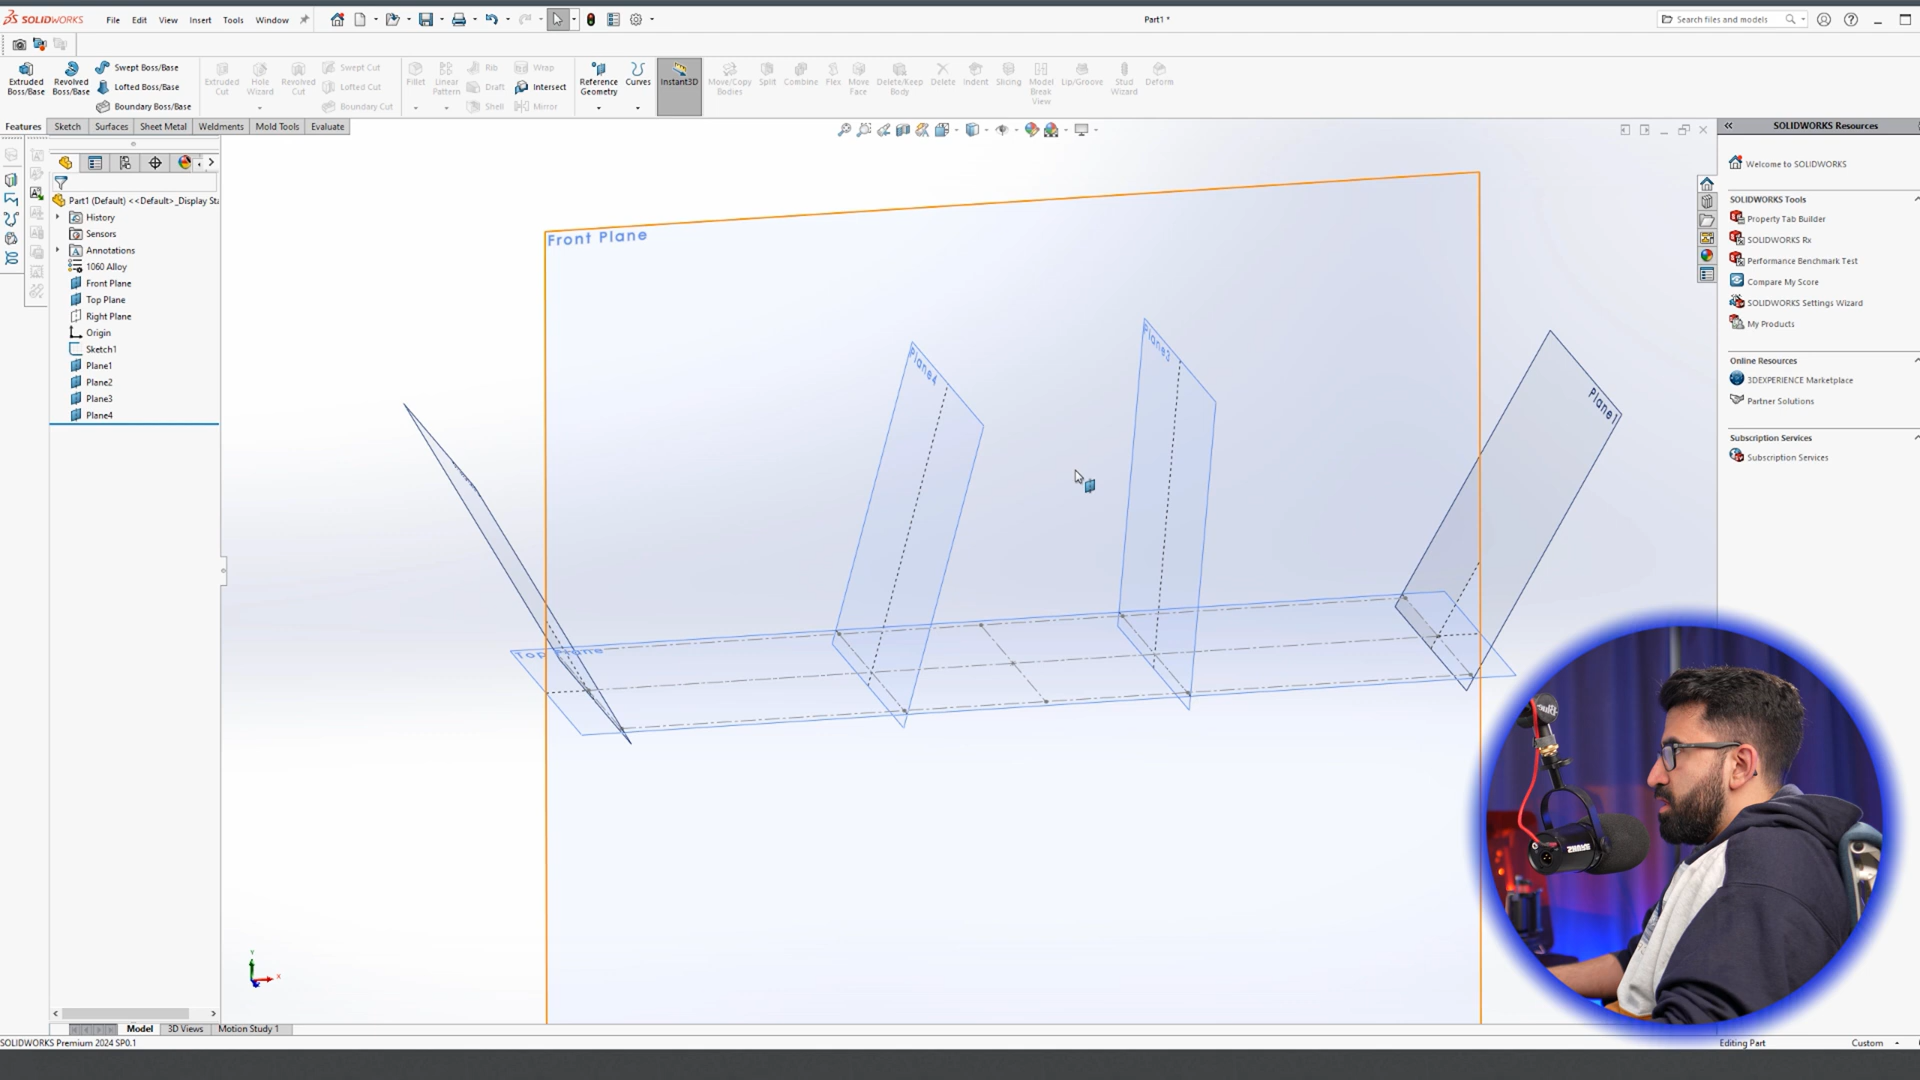 SOLIDWORKS File Edit View Insert Tools Window Part1 * Search files and models
Extruded Boss/Base
Revolved Boss/Base
Swept Boss/Base
Lofted Boss/Base
Boundary Boss/Base
Extruded Cut
Hole Wizard
Revolved Cut
Swept Cut
Lofted Cut
Boundary Cut
Fillet
Linear Pattern
Rib
Draft
Shell
Wrap
Intersect
Mirror
Reference Geometry
Curves
Instant3D
Move/Copy Bodies
Split
Combine
Flex
Move Face
Delete/Keep Body
Delete
Indent
Slicing
Model Break View
Lip/Groove
Stud Wizard
Deform
Features Sketch Surfaces Sheet Metal Weldments Mold Tools Evaluate
Part1 (Default) <<Default>_Display Sta
History
Sensors
Annotations
1060 Alloy
Front Plane
Top Plane
Right Plane
Origin
Sketch1
Plane1
Plane2
Plane3
Plane4
Front Plane
Plane4
Plane3
Plane1
Top Plane
Y
X
SOLIDWORKS Resources
Welcome to SOLIDWORKS
SOLIDWORKS Tools
Property Tab Builder
SOLIDWORKS Rx
Performance Benchmark Test
Compare My Score
SOLIDWORKS Settings Wizard
My Products
Online Resources
3DEXPERIENCE Marketplace
Partner Solutions
Subscription Services
Subscription Services
Model 3D Views Motion Study 1
SOLIDWORKS Premium 2024 SP0.1
Editing Part Custom